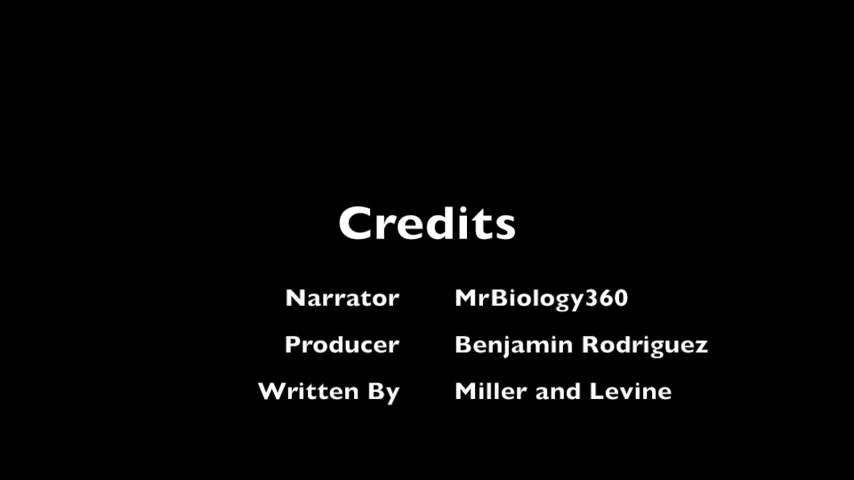 Credits
Narrator MrBiology360
Producer Benjamin Rodriguez
Written By Miller and Levine